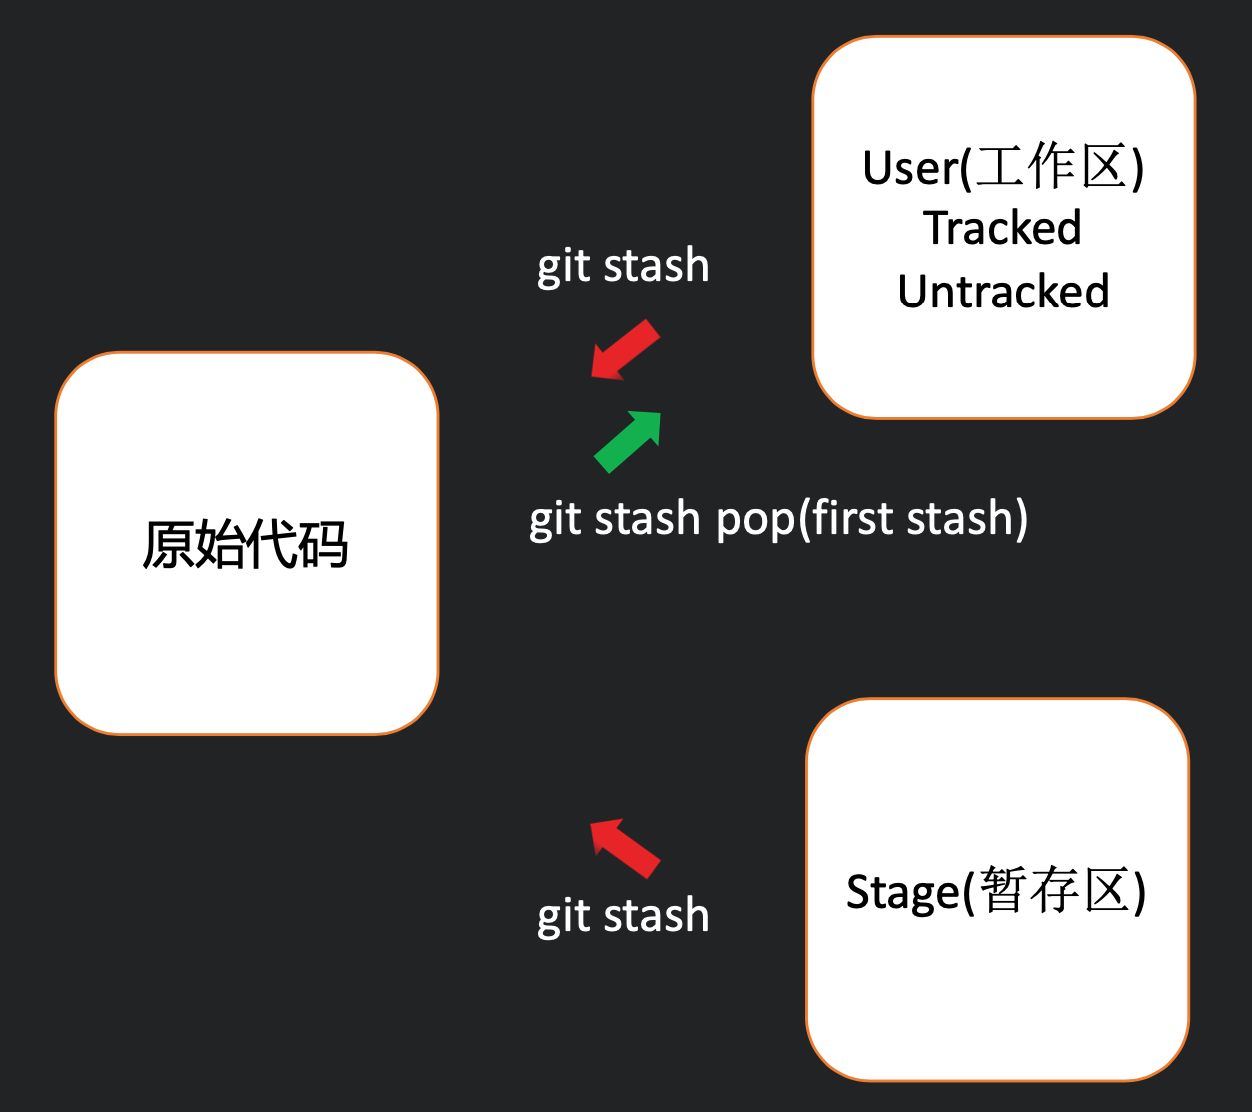 User(工作区)
Tracked
Untracked
git stash
git stash pop(first stash)
原始代码
Stage(暂存区)
git stash